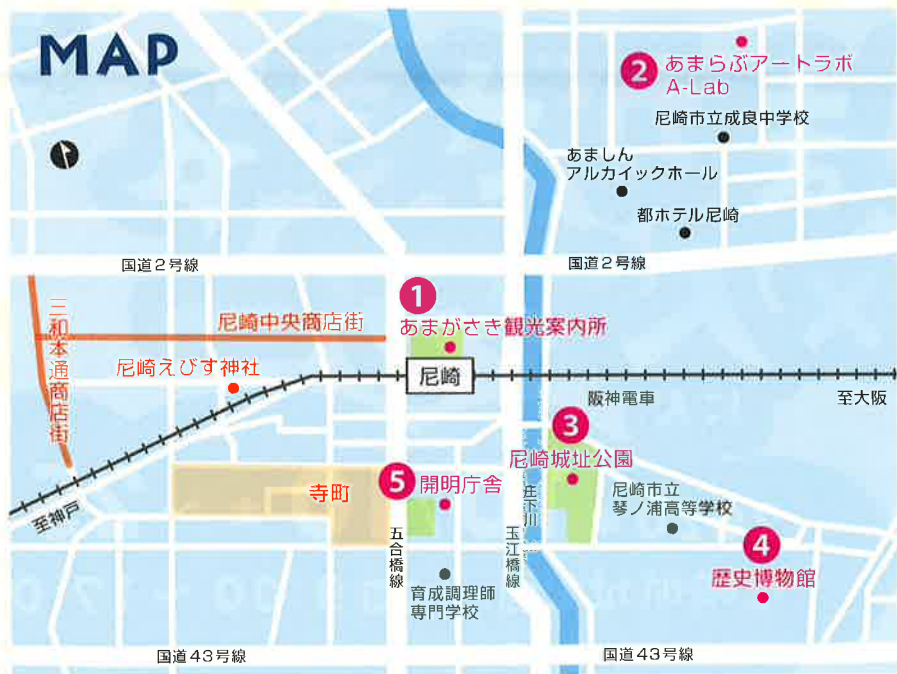 MAP
2
あまらぶアートラボ
A-Lab
尼崎市立成良中学校
あましん
アルカイックホール
都ホテル尼崎
国道2号線
国道2号線
1
三和本通商店街
尼崎中央商店街
あまがさき観光案内所
尼崎えびす神社
尼崎
阪神電車
至大阪
3
尼崎城址公園
5
開明庁舎
寺町
庄下川
尼崎市立
琴ノ浦高等学校
至神戸
五合橋線
玉江橋線
4
歴史博物館
育成調理師
専門学校
国道43号線
国道43号線